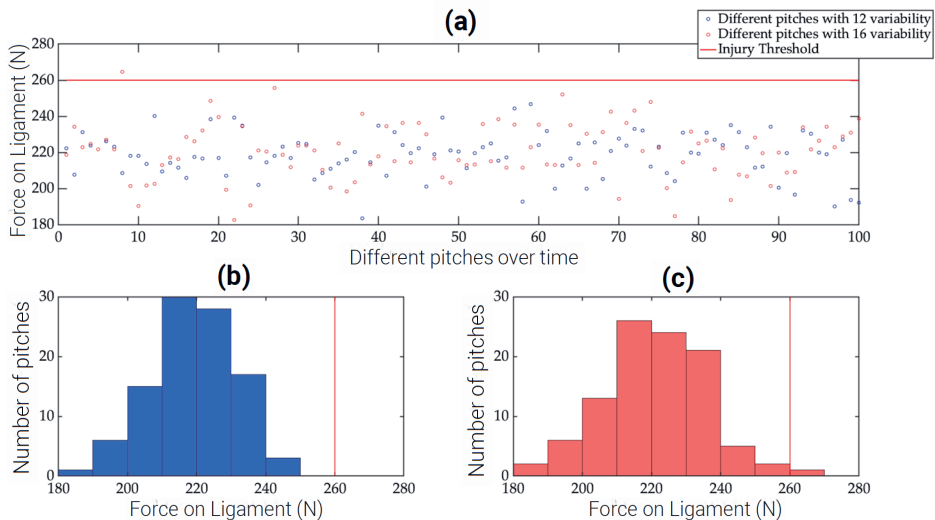 (a)
Different pitches with 12 variability
Different pitches with 16 variability
Injury Threshold
Force on Ligament (N)
280
260
240
220
200
180
0 10 20 30 40 50 60 70 80 90 100
Different pitches over time
(b)
Number of pitches
30
20
10
0
180 200 220 240 260 280
Force on Ligament (N)
(c)
Number of pitches
30
20
10
0
180 200 220 240 260 280
Force on Ligament (N)